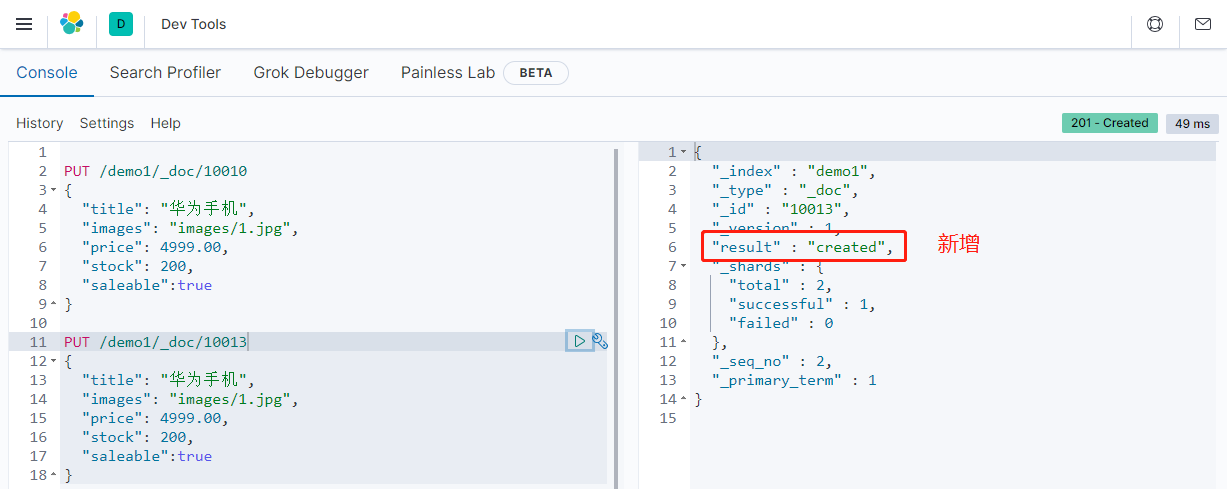 D Dev Tools
Console Search Profiler Grok Debugger Painless Lab BETA
History Settings Help 201 - Created 49 ms
1
2 PUT /demo1/_doc/10010
3 {
4 "title": "华为手机",
5 "images": "images/1.jpg",
6 "price": 4999.00,
7 "stock": 200,
8 "saleable":true
9 }
10
11 PUT /demo1/_doc/10013
12 {
13 "title": "华为手机",
14 "images": "images/1.jpg",
15 "price": 4999.00,
16 "stock": 200,
17 "saleable":true
18 }
1 {
2 "_index" : "demo1",
3 "_type" : "_doc",
4 "_id" : "10013",
5 "_version" : 1,
6 "result" : "created", 新增
7 "_shards" : {
8 "total" : 2,
9 "successful" : 1,
10 "failed" : 0
11 },
12 "_seq_no" : 2,
13 "_primary_term" : 1
14 }
15